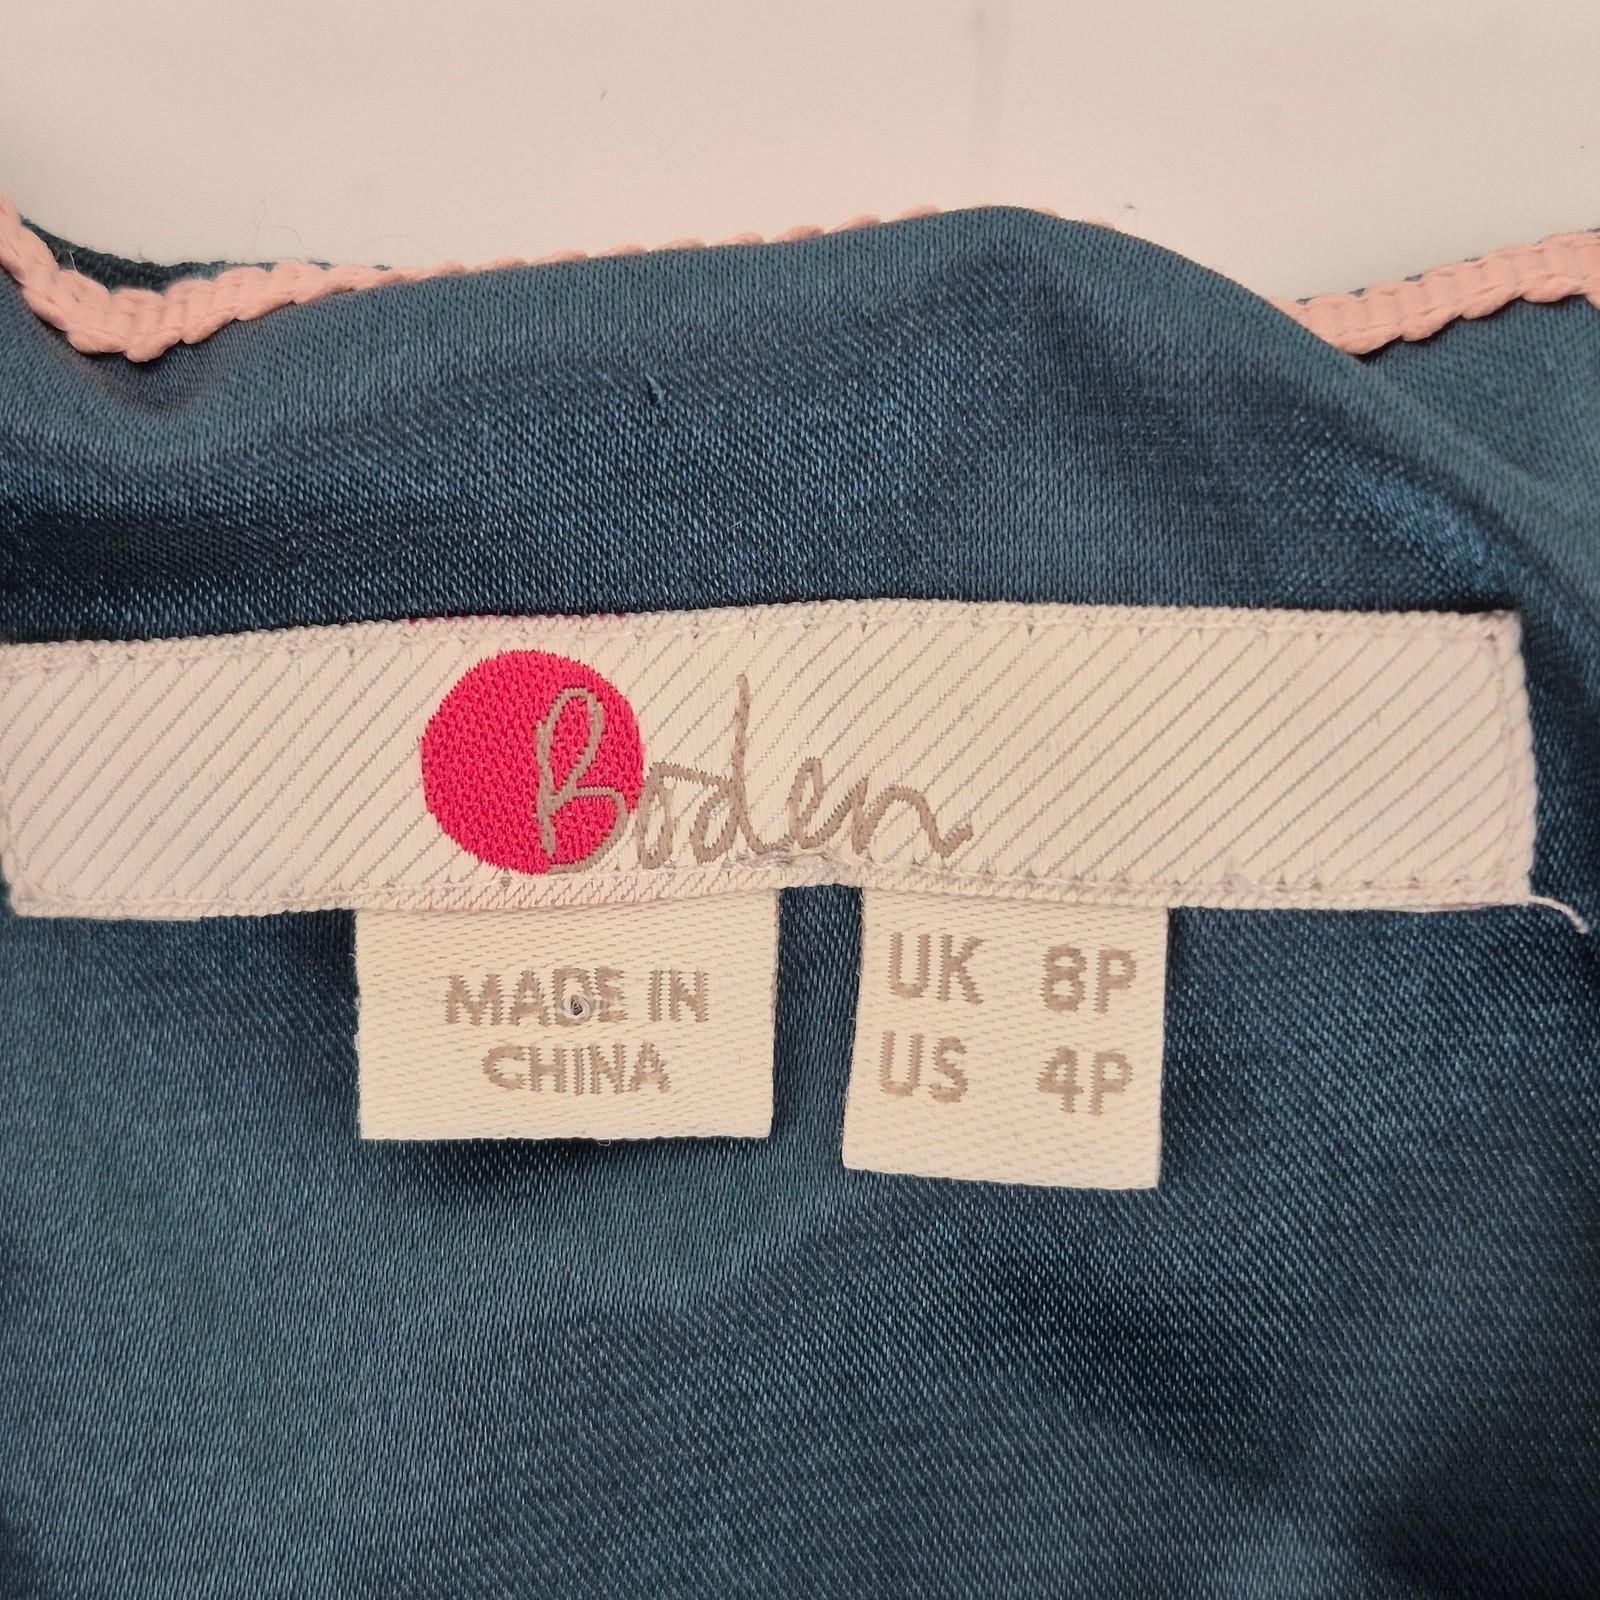 Boden
MADE IN
CHINA
UK 8P
US 4P